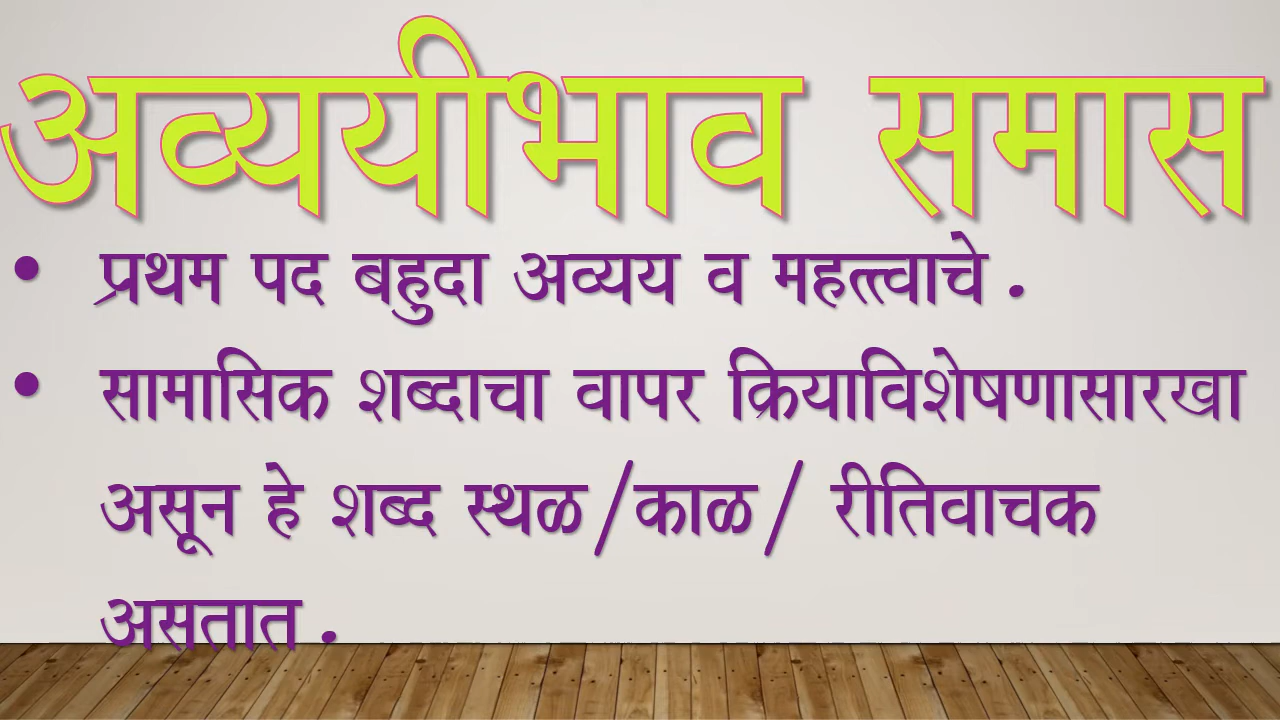 अव्ययीभाव समास
• प्रथम पद बहुदा अव्यय व महत्त्वाचे .
• सामासिक शब्दाचा वापर क्रियाविशेषणासारखा
असून हे शब्द स्थळ/काळ/ रीतिवाचक
असतात .